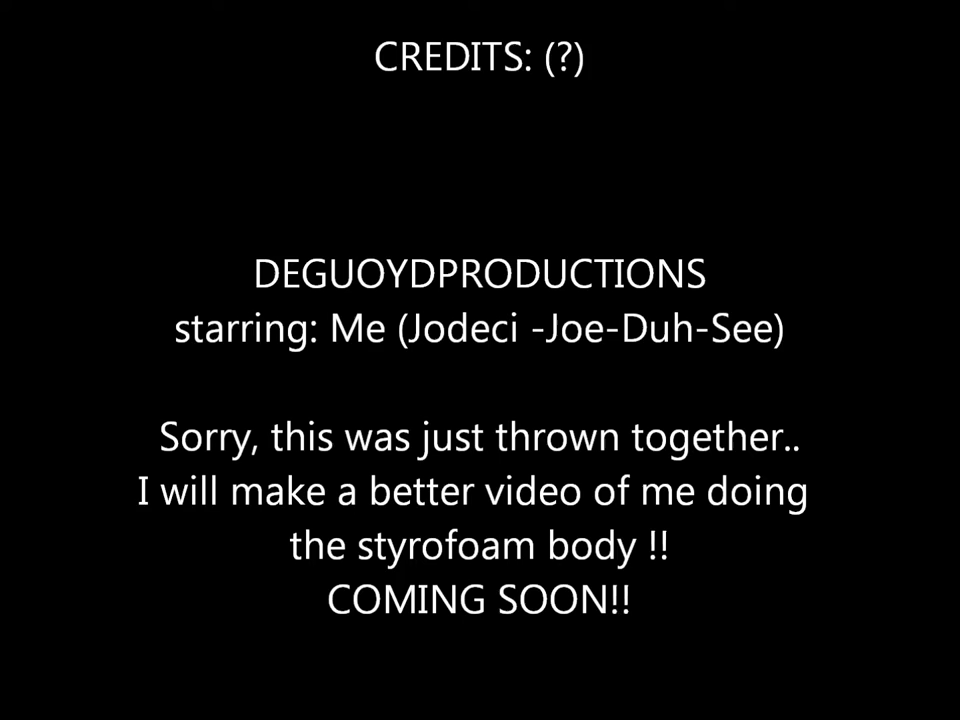 CREDITS: (?)
DEGUOYDPRODUCTIONS
starring: Me (Jodeci -Joe-Duh-See)
Sorry, this was just thrown together..
I will make a better video of me doing
the styrofoam body !!
COMING SOON!!